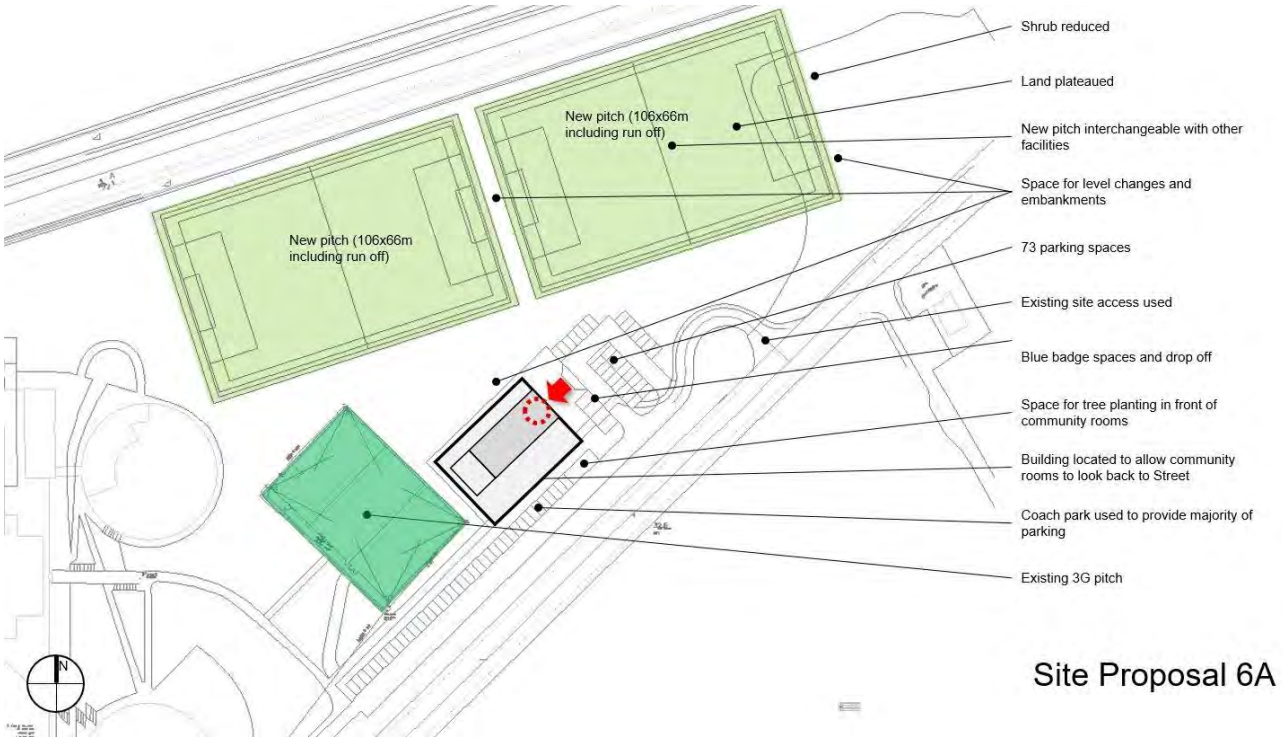 Shrub reduced
Land plateaued
New pitch (106x66m
including run off)
New pitch interchangeable with other
facilities
Space for level changes and
embankments
New pitch (106x66m
including run off)
73 parking spaces
Existing site access used
Blue badge spaces and drop off
Space for tree planting in front of
community rooms
Building located to allow community
rooms to look back to Street
Coach park used to provide majority of
parking
Existing 3G pitch
N
Site Proposal 6A